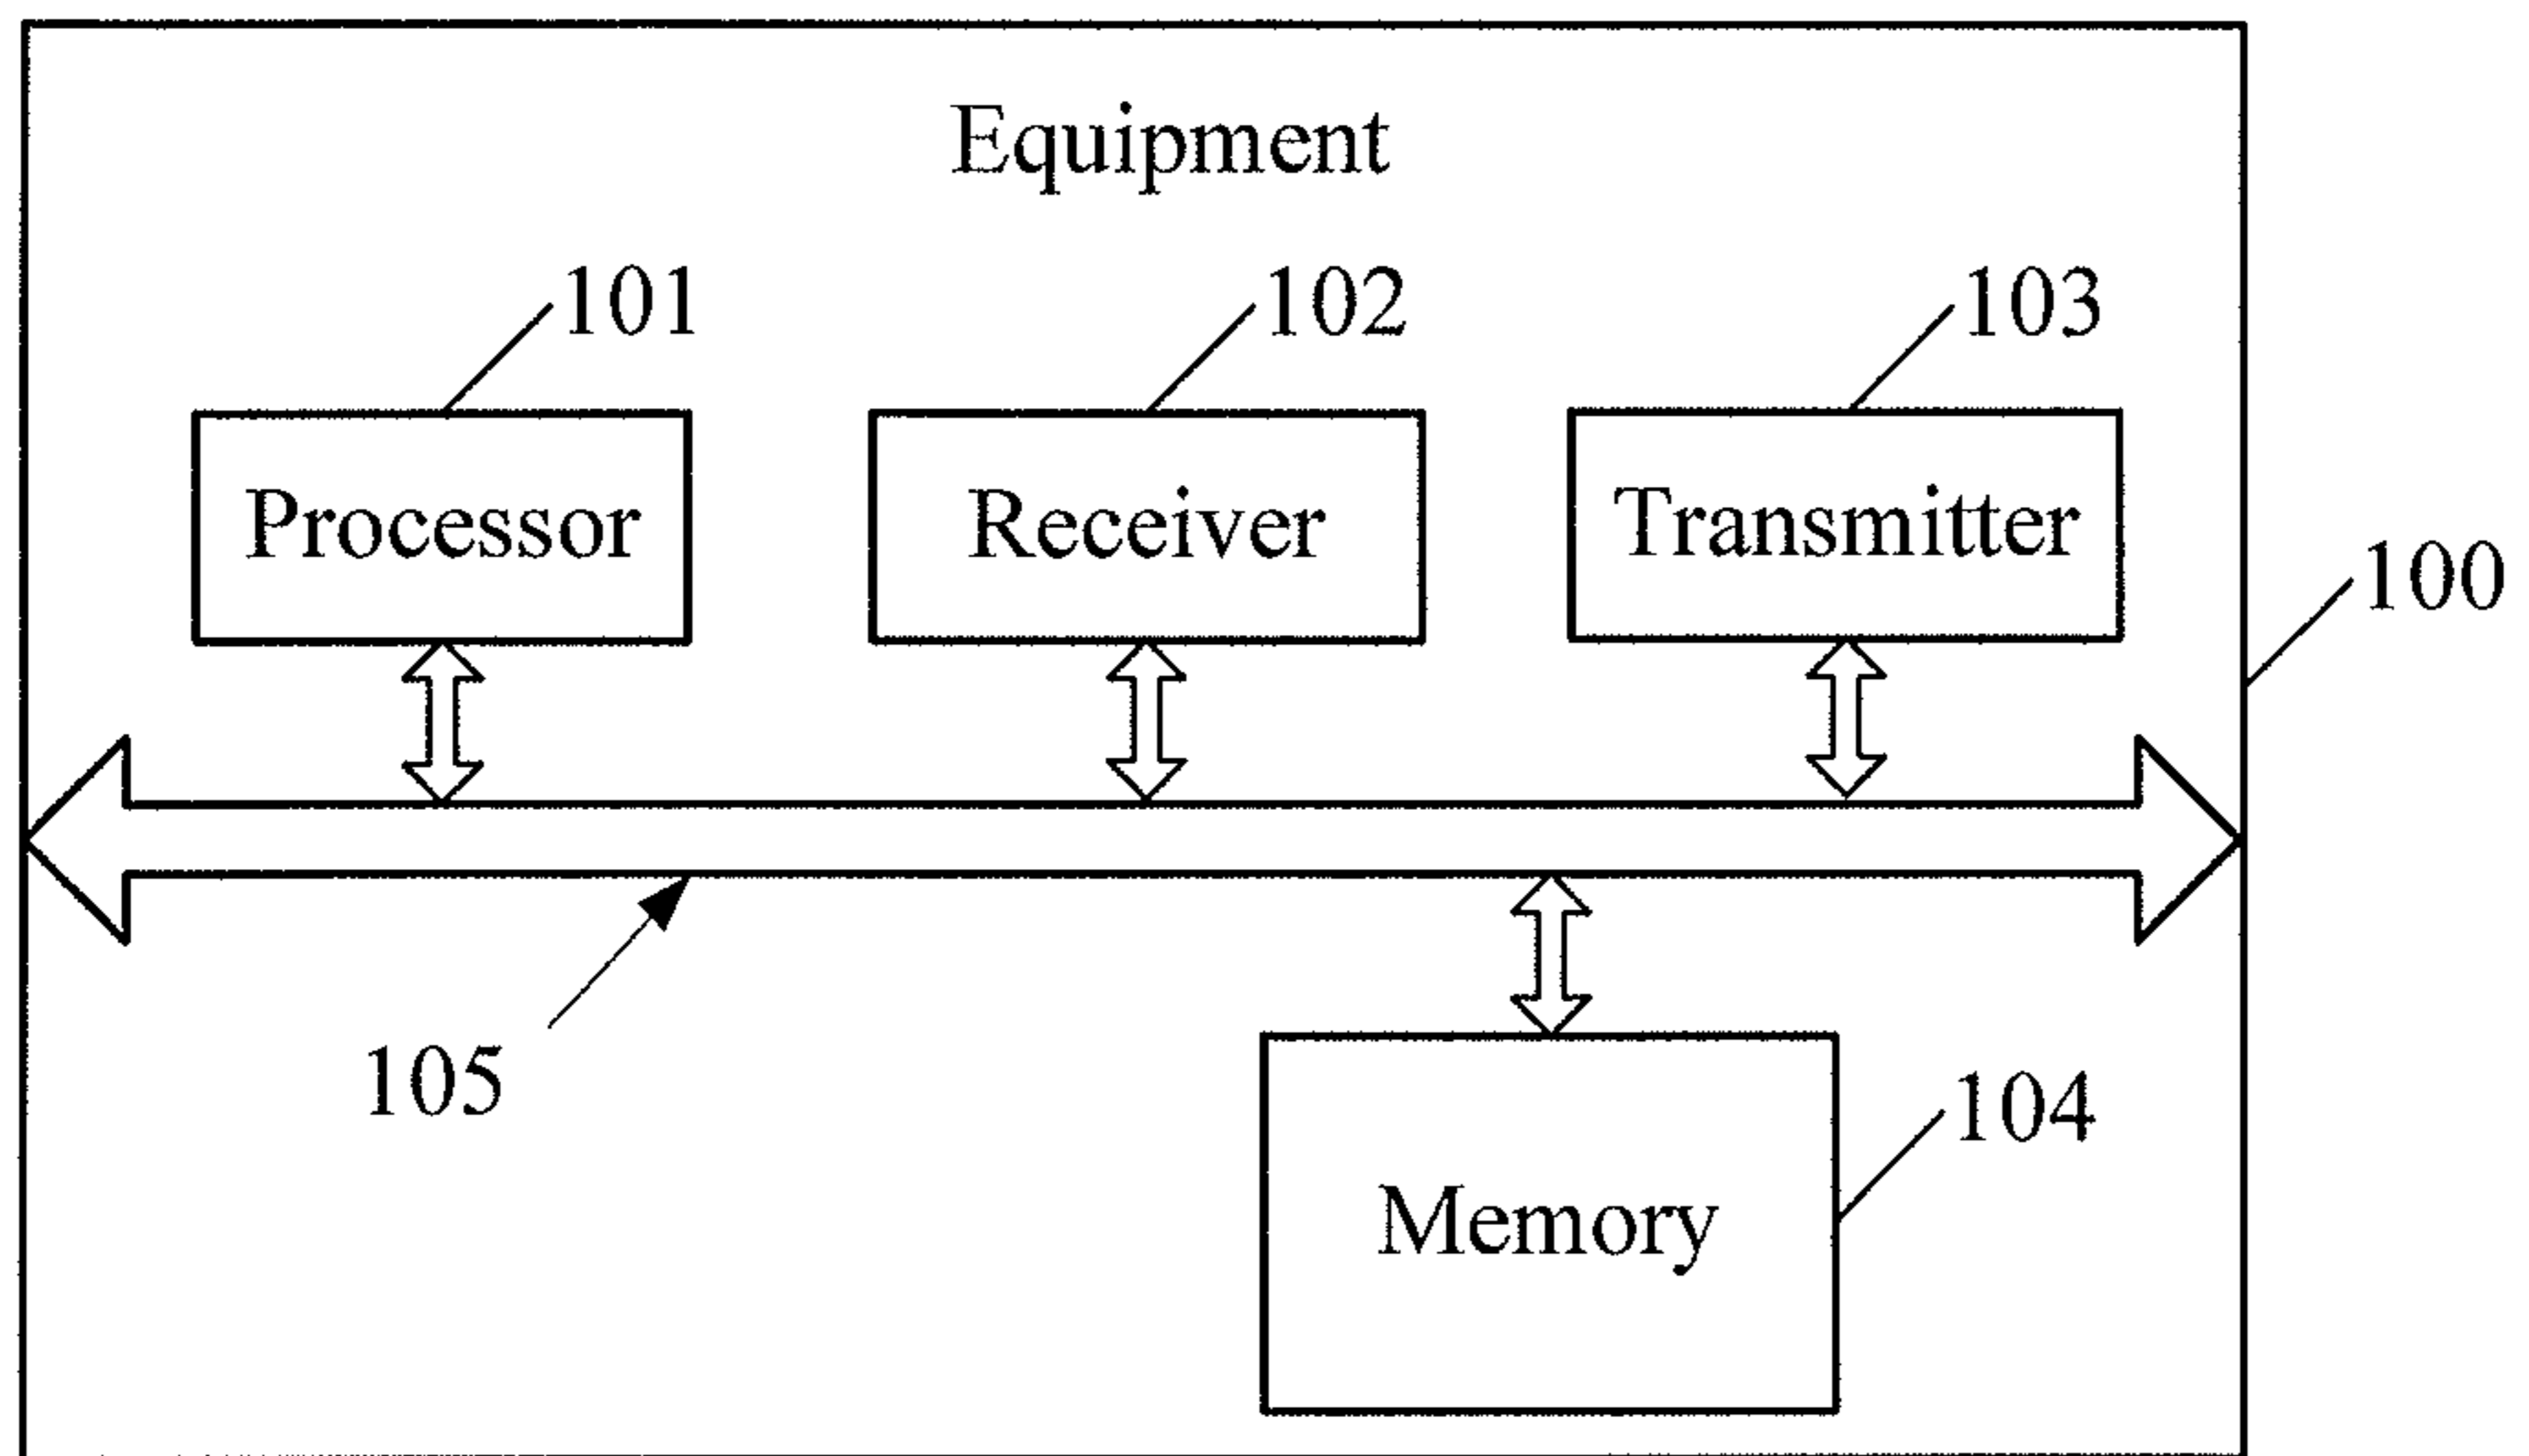 Equipment
101
102
103
Processor
Receiver
Transmitter
100
105
104
Memory